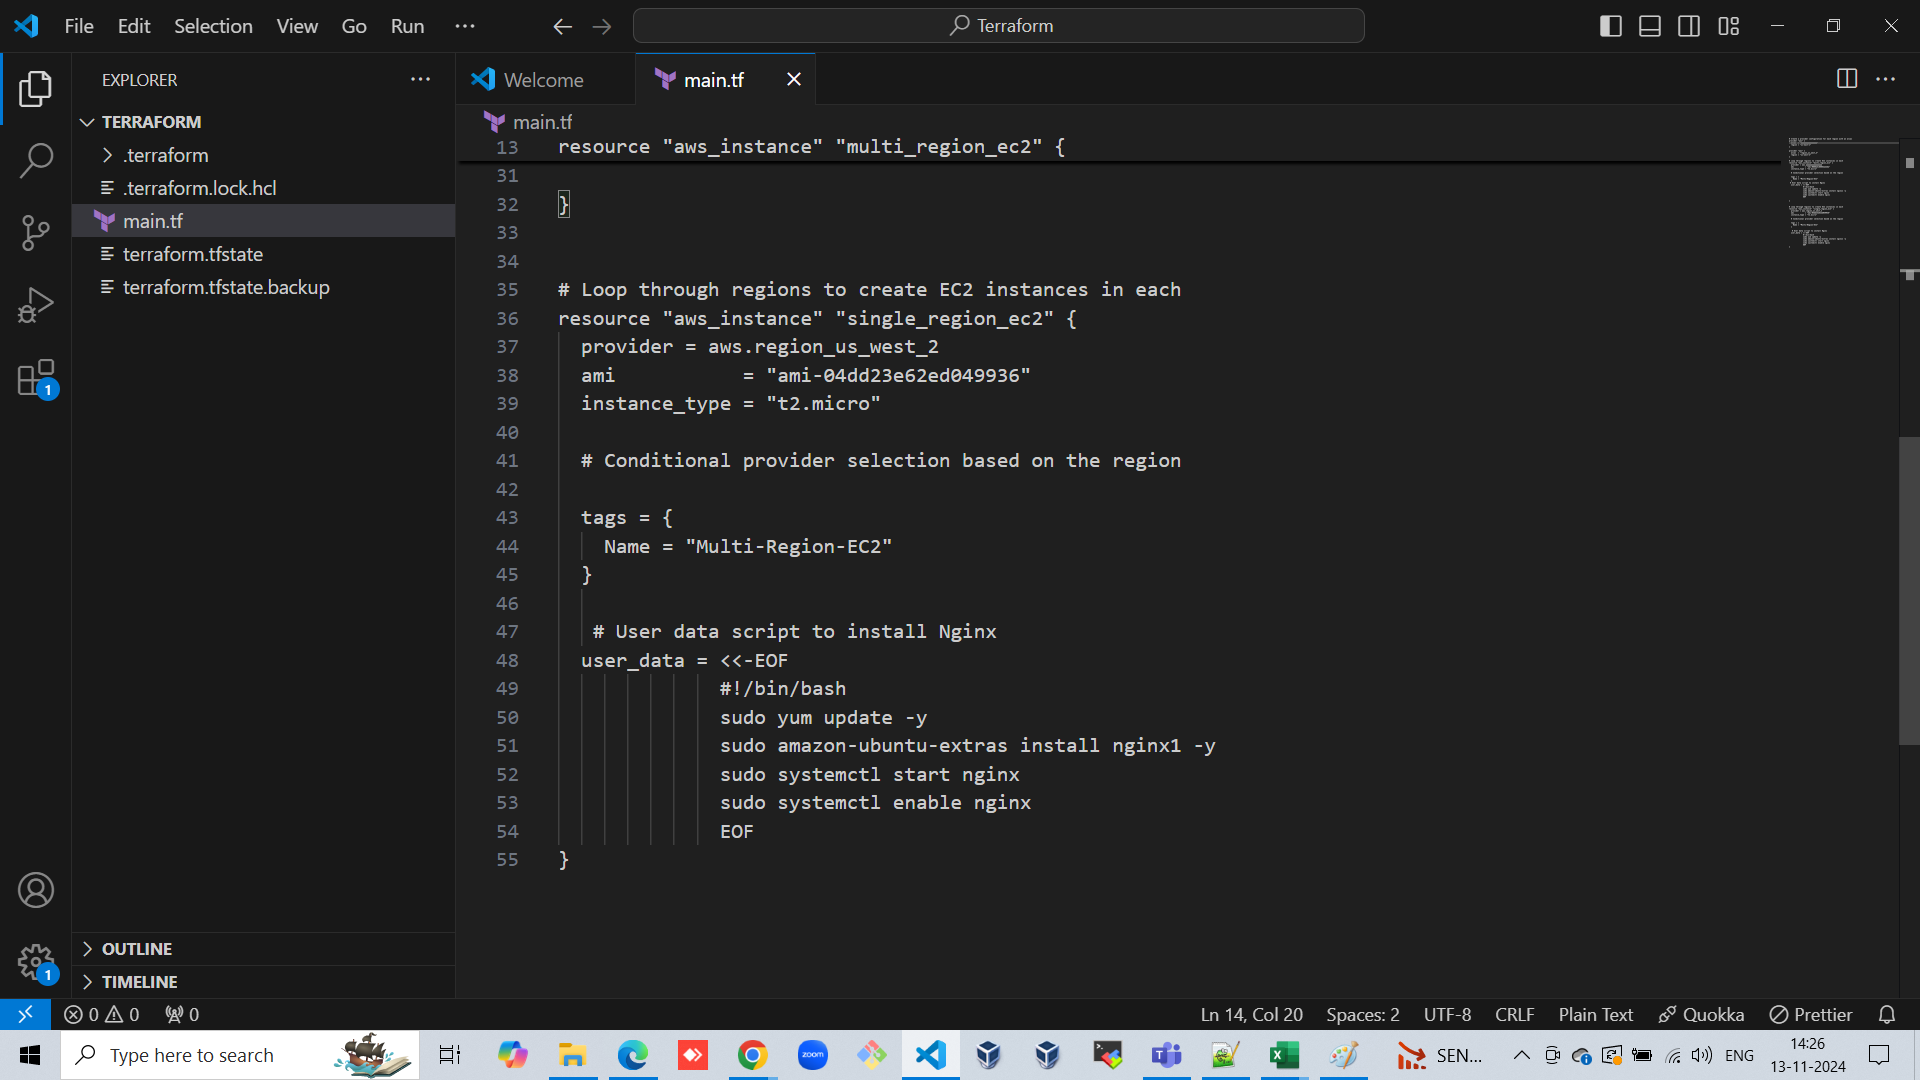 File Edit Selection View Go Run ··· Terraform
EXPLORER ···
Welcome
main.tf
TERRAFORM
.terraform
.terraform.lock.hcl
main.tf
terraform.tfstate
terraform.tfstate.backup
1
main.tf
13 resource "aws_instance" "multi_region_ec2" {
31
32 }
33
34
35 # Loop through regions to create EC2 instances in each
36 resource "aws_instance" "single_region_ec2" {
37 provider = aws.region_us_west_2
38 ami = "ami-04dd23e62ed049936"
39 instance_type = "t2.micro"
40
41 # Conditional provider selection based on the region
42
43 tags = {
44 Name = "Multi-Region-EC2"
45 }
46
47 # User data script to install Nginx
48 user_data = <<-EOF
49 #!/bin/bash
50 sudo yum update -y
51 sudo amazon-ubuntu-extras install nginx1 -y
52 sudo systemctl start nginx
53 sudo systemctl enable nginx
54 EOF
55 }
OUTLINE
TIMELINE
1
0 0 0 Ln 14, Col 20 Spaces: 2 UTF-8 CRLF Plain Text Quokka Prettier
Type here to search zoom SEN... ENG 14:26
13-11-2024